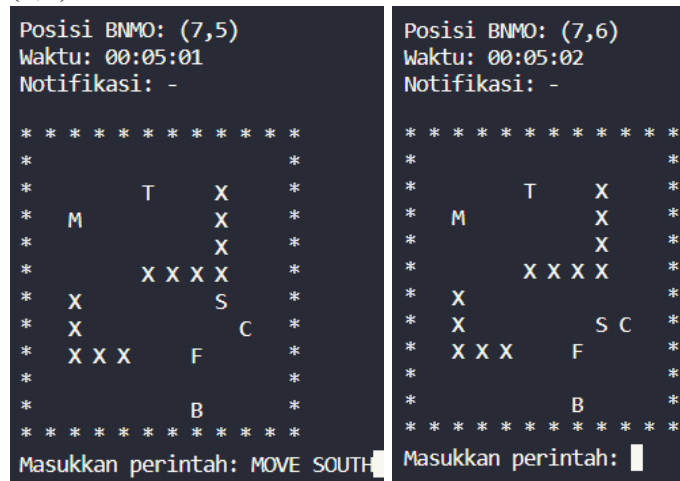 Posisi BNMO: (7,5)
Waktu: 00:05:01
Notifikasi: -
* * * * * * * * * * * *
*                     *
*         T     X     *
*   M           X     *
*               X     *
*         X X X X     *
*   X           S     *
*   X             C   *
*   X X X     F       *
*                     *
*             B       *
* * * * * * * * * * * *
Masukkan perintah: MOVE SOUTH
Posisi BNMO: (7,6)
Waktu: 00:05:02
Notifikasi: -
* * * * * * * * * * * *
*                     *
*         T     X     *
*   M           X     *
*               X     *
*         X X X X     *
*   X                 *
*   X           S C   *
*   X X X     F       *
*                     *
*             B       *
* * * * * * * * * * * *
Masukkan perintah: